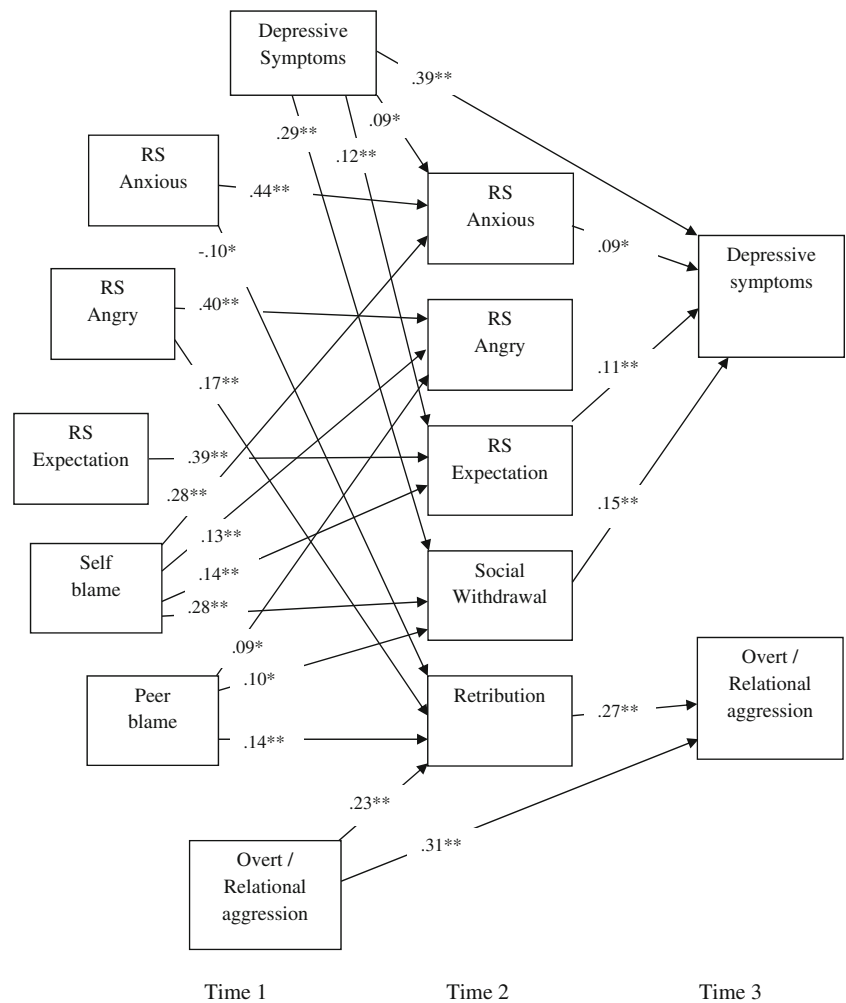 Depressive
Symptoms
.39**
.09*
.29**
.12**
RS
Anxious
.44**
RS
Anxious
-.10*
.09*
Depressive
symptoms
RS
Angry
.40**
RS
Angry
.17**
.11**
RS
Expectation
.39**
RS
Expectation
.28**
.15**
.13**
Self
blame
.14**
Social
Withdrawal
.28**
.09*
.10*
Peer
blame
Retribution
Overt /
Relational
aggression
.27**
.14**
.23**
.31**
Overt /
Relational
aggression
Time 1
Time 2
Time 3